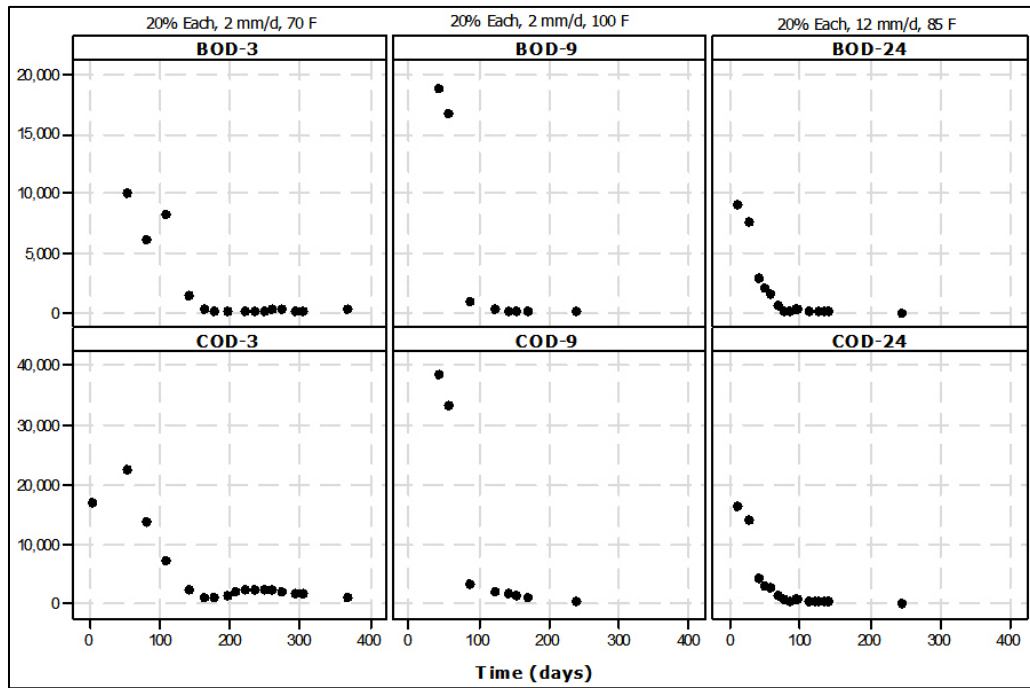 20% Each, 2 mm/d, 70 F
20% Each, 2 mm/d, 100 F
20% Each, 12 mm/d, 85 F
BOD-3
BOD-9
BOD-24
20,000
15,000
10,000
5,000
0
COD-3
COD-9
COD-24
40,000
30,000
20,000
10,000
0
0 100 200 300 400
0 100 200 300 400
0 100 200 300 400
Time (days)